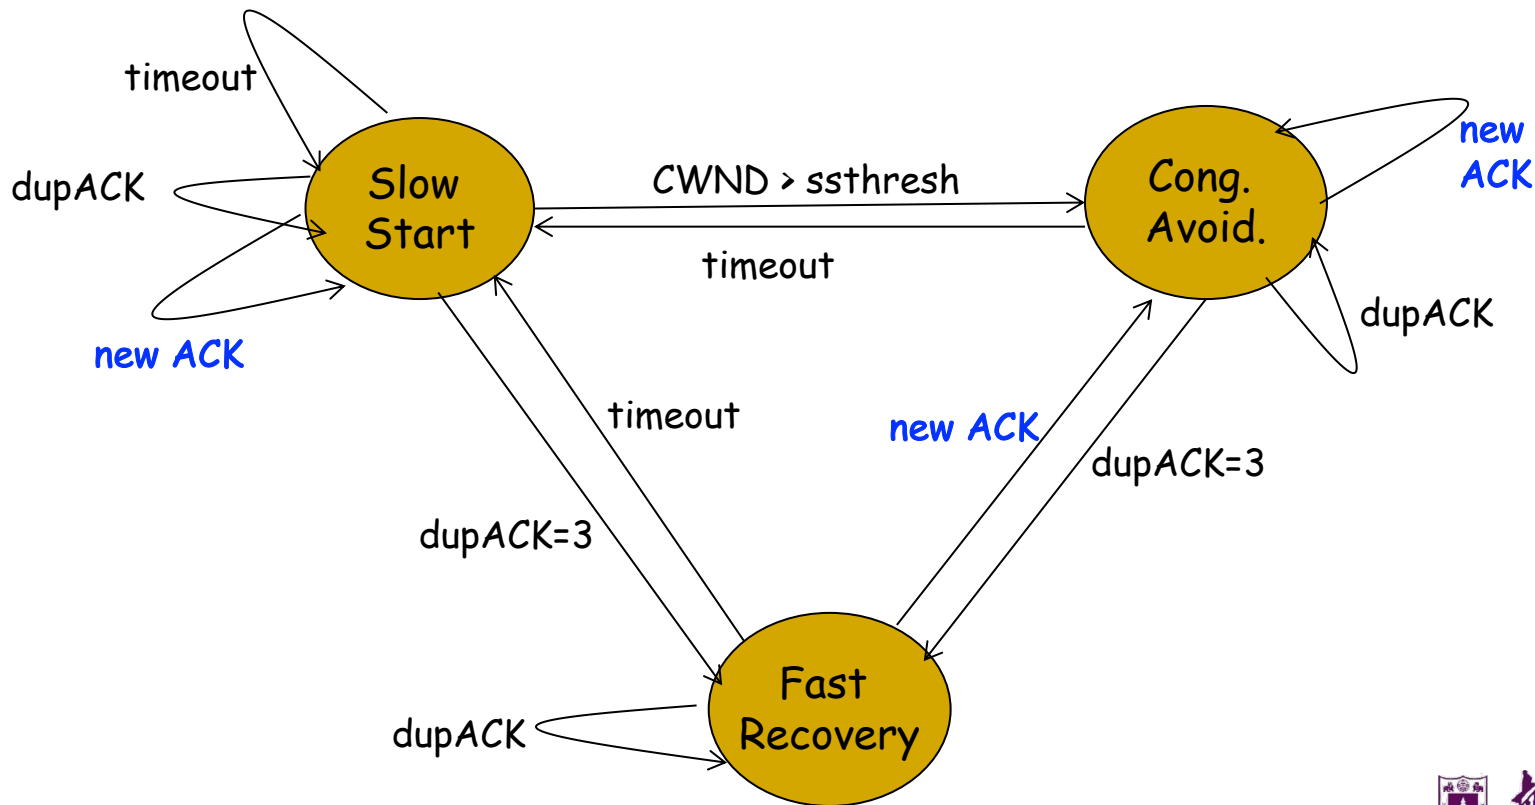 timeout
dupACK
Slow
Start
new ACK
CWND > ssthresh
timeout
Cong.
Avoid.
new
ACK
dupACK
timeout
new ACK
dupACK=3
dupACK=3
Fast
Recovery
dupACK